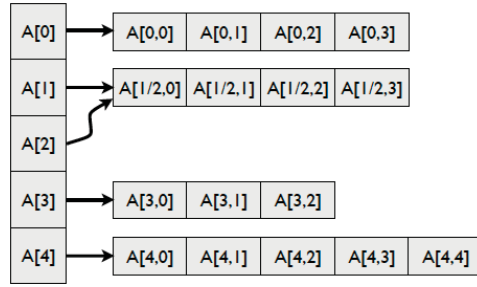 A[0] A[0,0] A[0,1] A[0,2] A[0,3]
A[1] A[1/2,0] A[1/2,1] A[1/2,2] A[1/2,3]
A[2]
A[3] A[3,0] A[3,1] A[3,2]
A[4] A[4,0] A[4,1] A[4,2] A[4,3] A[4,4]